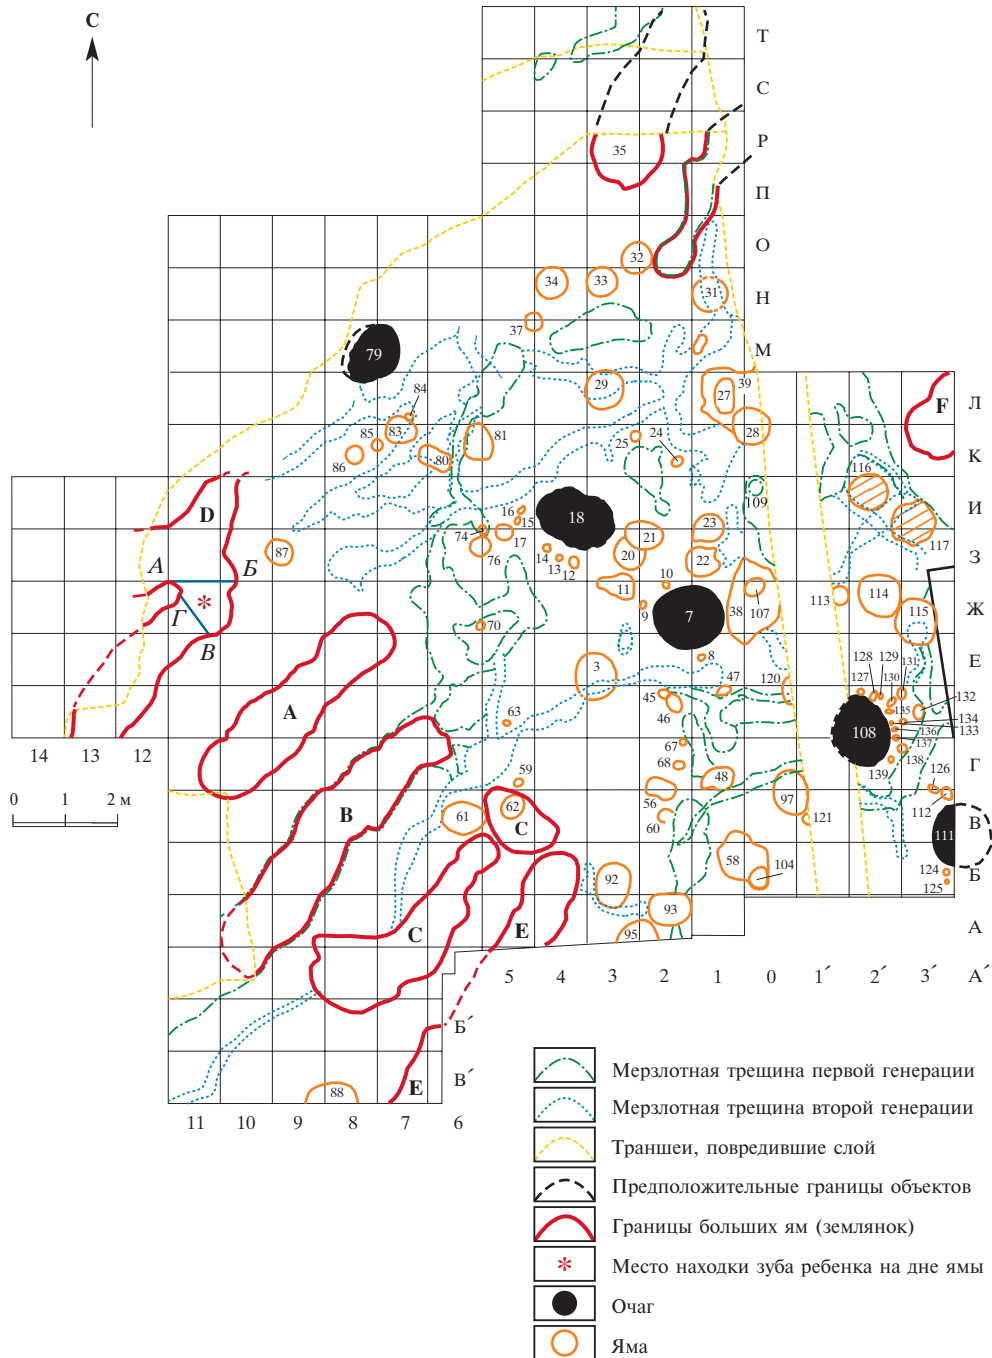 С
Т
С
Р
П
О
Н
М
35
32
34
33
31
37
79
84
29
39
27
28
83
85
86
80
81
25
24
Л
F
К
116
И
117
З
Ж
Е
D
16
15
18
109
74
17
76
14
13
12
21
20
23
22
87
А
Б
Г
В
10
11
9
7
38
107
113
114
115
70
8
3
47
120
128
129
127
130
131
132
45
46
63
А
135
134
136
133
108
137
138
139
Г
14
13
12
67
68
48
59
126
0
1
2 м
В
62
С
61
56
60
97
121
112
111
В
58
104
124
Б
125
92
93
95
С
Е
А
5
4
3
2
1
0
1´
2´
3´
А´
Б´
В´
88
Е
11
10
9
8
7
6
Мерзлотная трещина первой генерации
Мерзлотная трещина второй генерации
Траншеи, повредившие слой
Предположительные границы объектов
Границы больших ям (землянок)
* Место находки зуба ребенка на дне ямы
Очаг
Яма